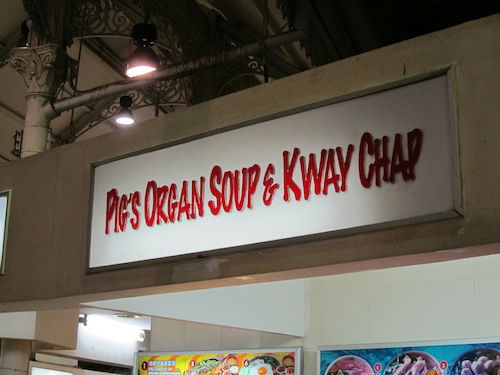 PIG'S ORGAN SOUP & KWAY CHAP